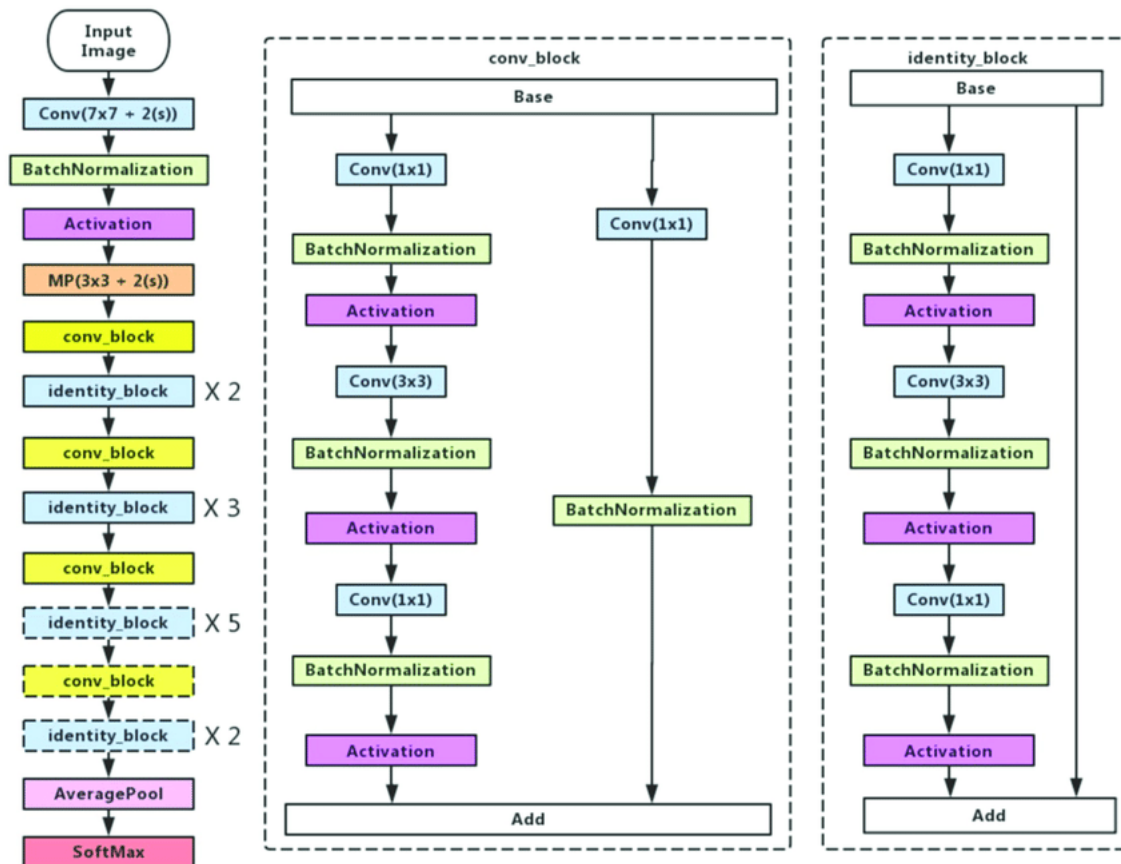 Input
Image
Conv(7x7 + 2(s))
BatchNormalization
Activation
MP(3x3 + 2(s))
conv_block
identity_block X 2
conv_block
identity_block X 3
conv_block
identity_block X 5
conv_block
identity_block X 2
AveragePool
SoftMax
conv_block
Base
Conv(1x1)
BatchNormalization
Activation
Conv(3x3)
BatchNormalization
Activation
Conv(1x1)
BatchNormalization
Activation
Conv(1x1)
BatchNormalization
Add
identity_block
Base
Conv(1x1)
BatchNormalization
Activation
Conv(3x3)
BatchNormalization
Activation
Conv(1x1)
BatchNormalization
Activation
Add